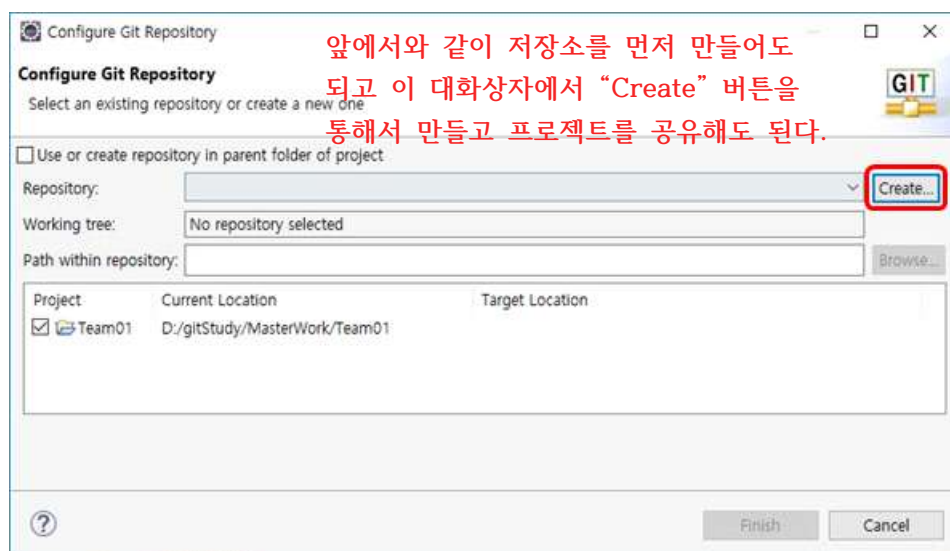 Configure Git Repository
앞에서와 같이 저장소를 먼저 만들어도
되고 이 대화상자에서 “Create” 버튼을
통해서 만들고 프로젝트를 공유해도 된다.
Configure Git Repository
Select an existing repository or create a new one
GIT
Use or create repository in parent folder of project
Repository:
Create...
Working tree: No repository selected
Path within repository:
Browse...
Project Current Location Target Location
Team01 D:/gitStudy/MasterWork/Team01
Finish Cancel